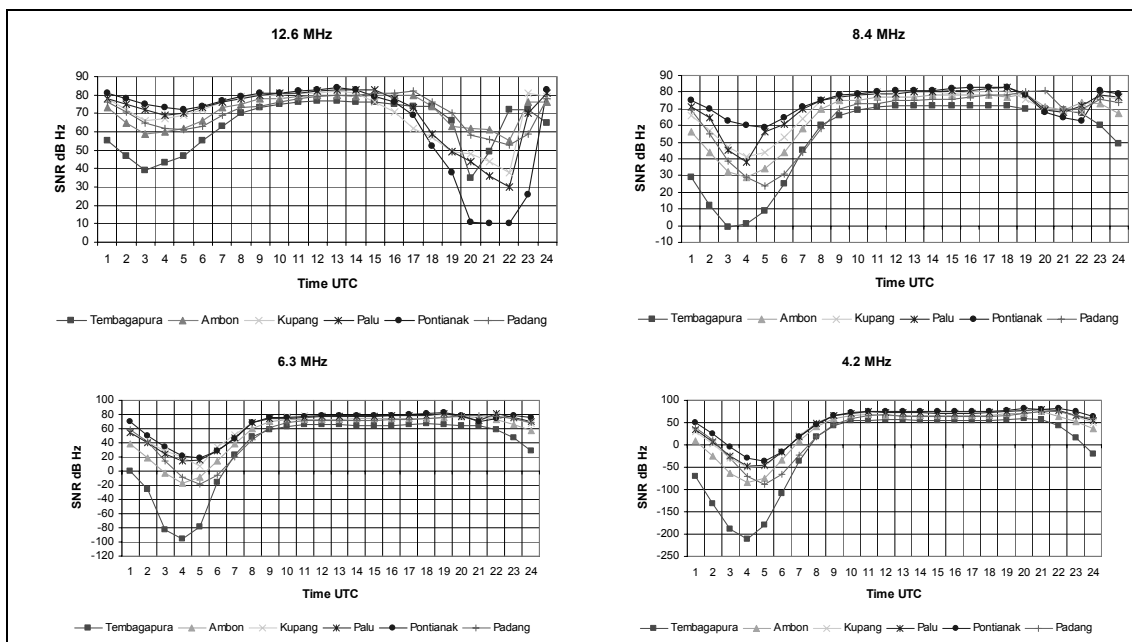 12.6 MHz
SNR dB Hz
90
80
70
60
50
40
30
20
10
0
1 2 3 4 5 6 7 8 9 10 11 12 13 14 15 16 17 18 19 20 21 22 23 24
Time UTC
Tembagapura Ambon Kupang Palu Pontianak Padang
8.4 MHz
SNR dB Hz
90
80
70
60
50
40
30
20
10
0
-10
1 2 3 4 5 6 7 8 9 10 11 12 13 14 15 16 17 18 19 20 21 22 23 24
Time UTC
Tembagapura Ambon Kupang Palu Pontianak Padang
6.3 MHz
SNR dB Hz
100
80
60
40
20
0
-20
-40
-60
-80
-100
-120
1 2 3 4 5 6 7 8 9 10 11 12 13 14 15 16 17 18 19 20 21 22 23 24
Time UTC
Tembagapura Ambon Kupang Palu Pontianak Padang
4.2 MHz
SNR dB Hz
100
50
0
-50
-100
-150
-200
-250
1 2 3 4 5 6 7 8 9 10 11 12 13 14 15 16 17 18 19 20 21 22 23 24
Time UTC
Tembagapura Ambon Kupang Palu Pontianak Padang